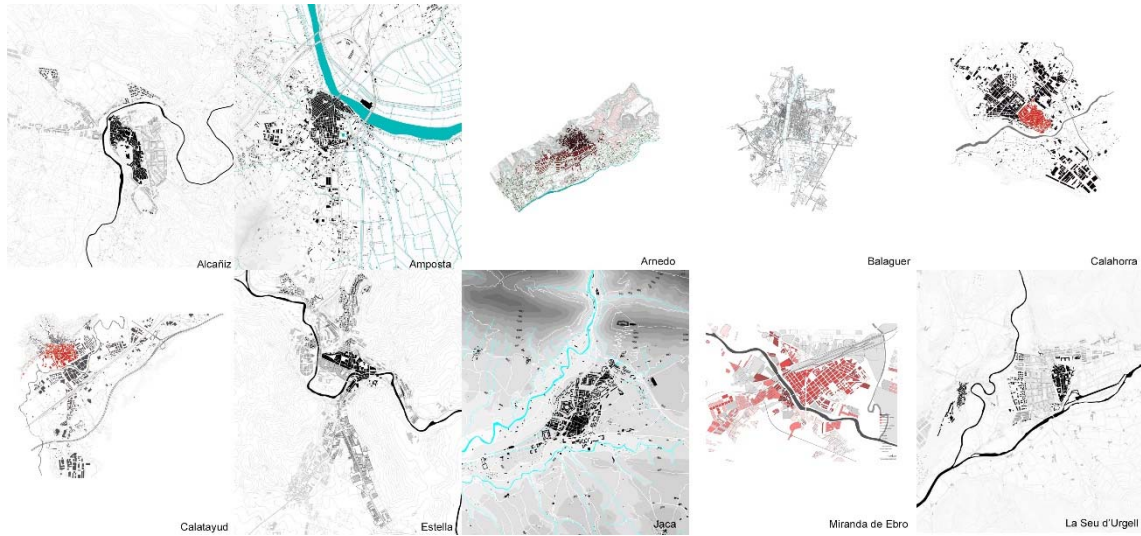 Alcañiz
Amposta
Arnedo
Balaguer
Calahorra
Calatayud
Estella
Jaca
Miranda de Ebro
La Seu d'Urgell